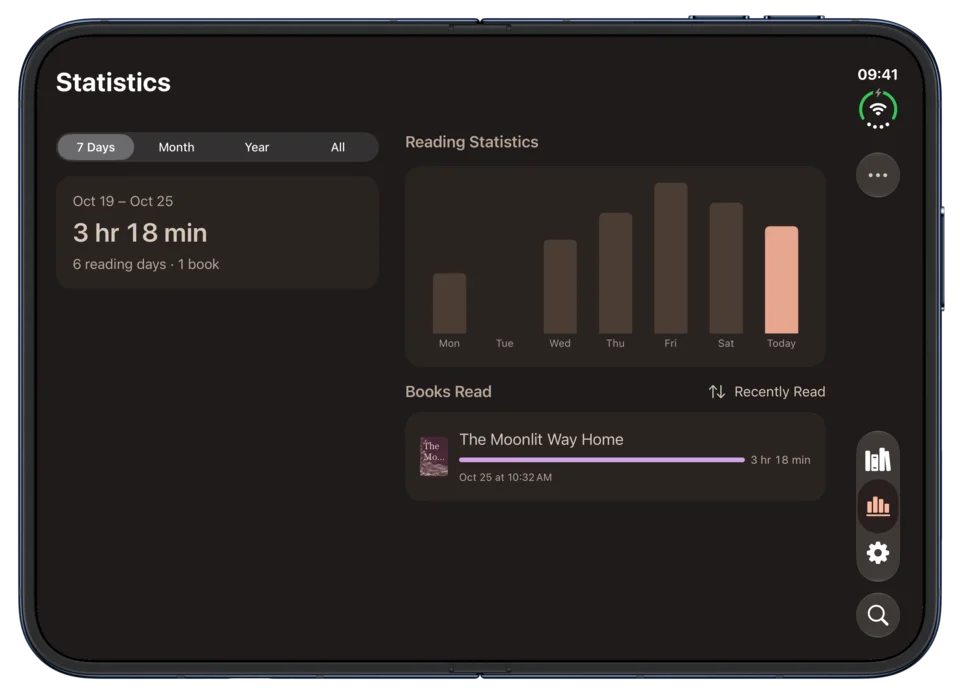 Statistics
09:41
7 Days
Month
Year
All
Oct 19 – Oct 25
3 hr 18 min
6 reading days · 1 book
Reading Statistics
Mon
Tue
Wed
Thu
Fri
Sat
Today
Books Read
Recently Read
The Mo...
The Moonlit Way Home
3 hr 18 min
Oct 25 at 10:32 AM